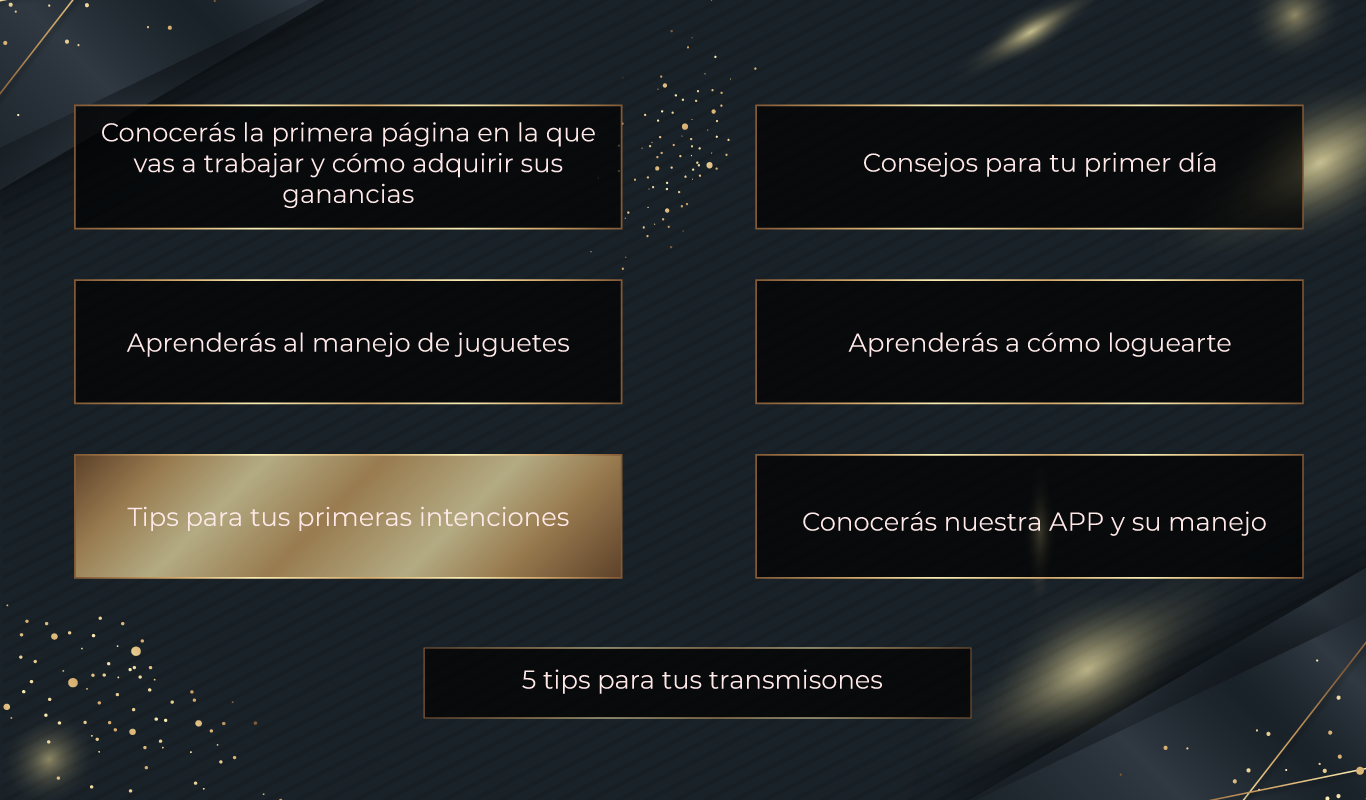 Conocerás la primera página en la que
vas a trabajar y cómo adquirir sus
ganancias
Consejos para tu primer día
Aprenderás al manejo de juguetes
Aprenderás a cómo loguearte
Tips para tus primeras intenciones
Conocerás nuestra APP y su manejo
5 tips para tus transmisones